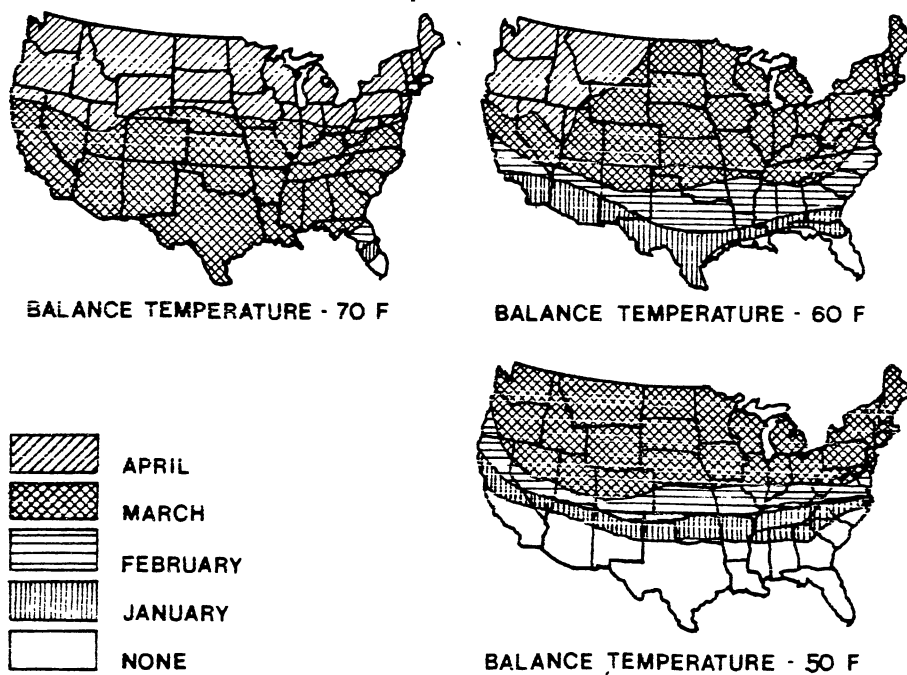 BALANCE TEMPERATURE - 70 F
BALANCE TEMPERATURE - 60 F
APRIL
MARCH
FEBRUARY
JANUARY
NONE
BALANCE TEMPERATURE - 50 F